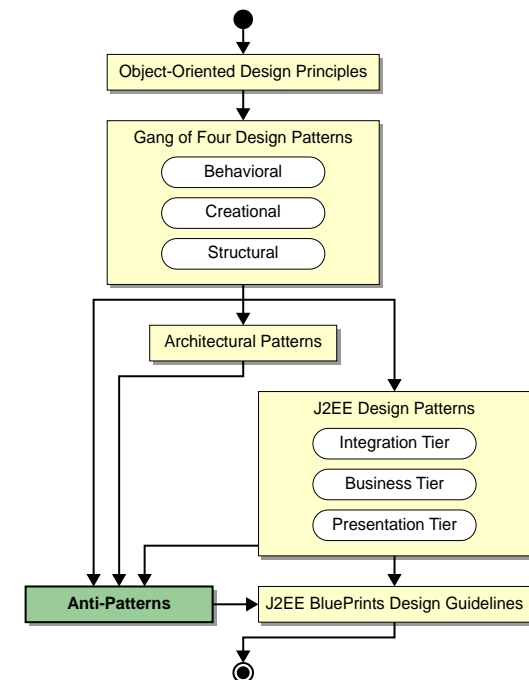 Object-Oriented Design Principles
Gang of Four Design Patterns
Behavioral
Creational
Structural
Architectural Patterns
J2EE Design Patterns
Integration Tier
Business Tier
Presentation Tier
Anti-Patterns
J2EE BluePrints Design Guidelines